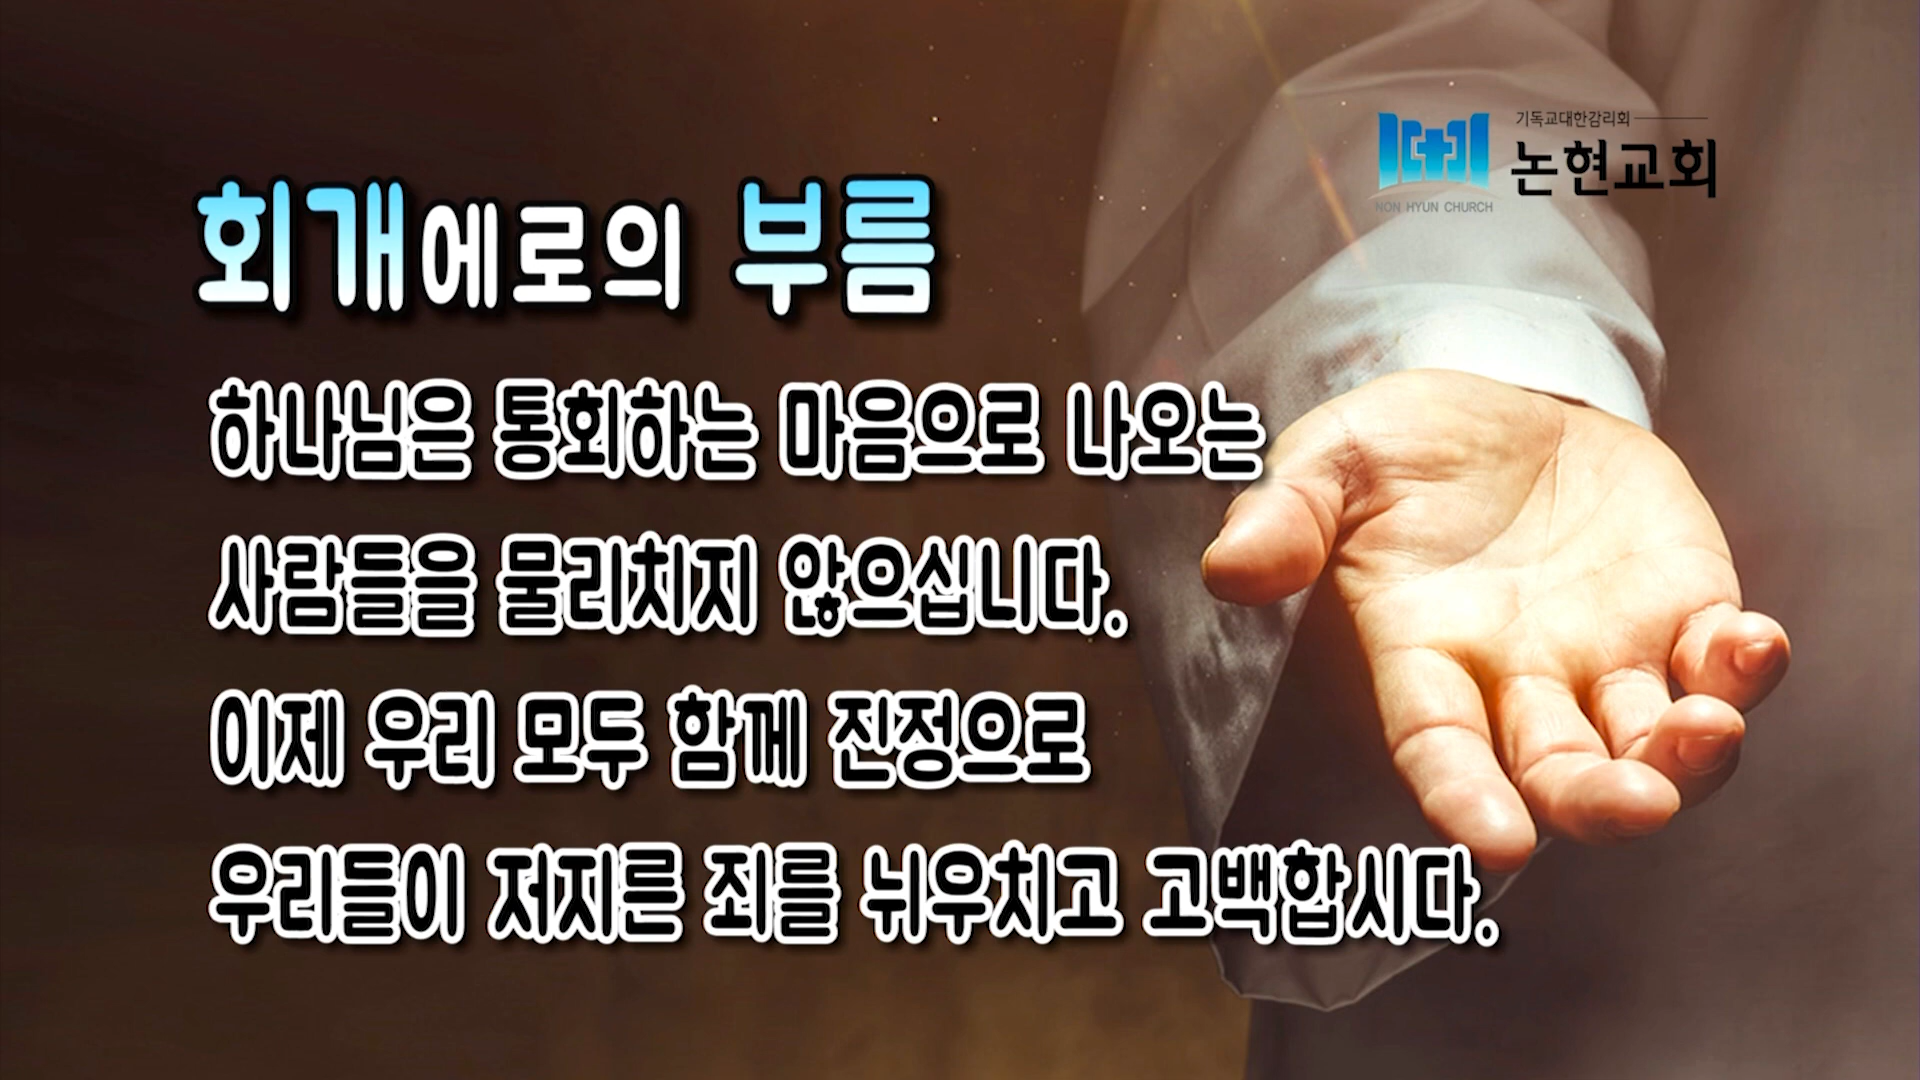 기독교대한감리회
논현교회
NON HYUN CHURCH
회개에로의 부름
하나님은 통회하는 마음으로 나오는
사람들을 물리치지 않으십니다.
이제 우리 모두 함께 진정으로
우리들이 저지른 죄를 뉘우치고 고백합시다.